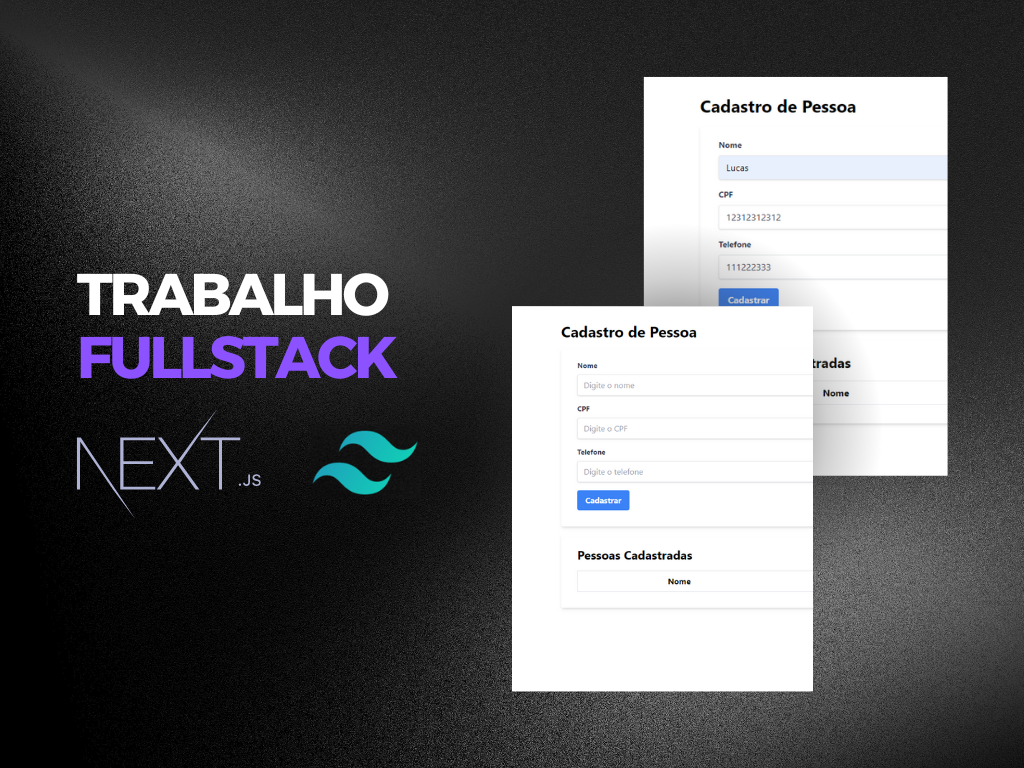 TRABALHO
FULLSTACK
NEXT.JS
Cadastro de Pessoa
Nome
Lucas
CPF
12312312312
Telefone
111222333
Cadastrar
tradas
Nome
Cadastro de Pessoa
Nome
Digite o nome
CPF
Digite o CPF
Telefone
Digite o telefone
Cadastrar
Pessoas Cadastradas
Nome